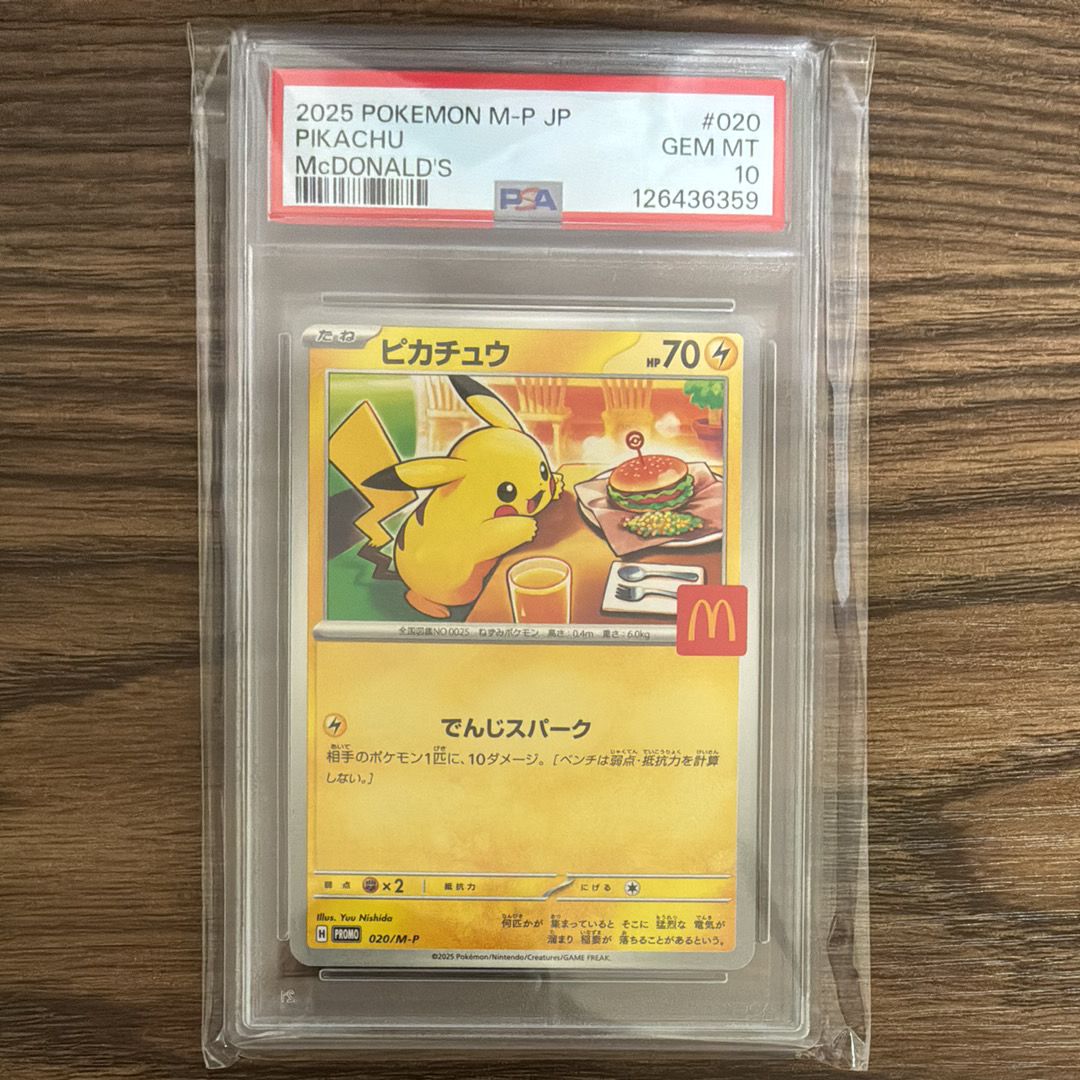 2025 POKEMON M-P JP #020
PIKACHU GEM MT
McDONALD'S 10
PSA 126436359
たね ピカチュウ HP70
全国図鑑NO 0025 ねずみポケモン 高さ:0.4m 重さ:6.0kg
でんじスパーク
相手のポケモン1匹に、10ダメージ。[ベンチは弱点・抵抗力を計算
しない。]
弱点 ×2 抵抗力 にげる
Illus. Yuu Nishida
H PROMO 020/M-P
何匹かが 集まっていると そこに 猛烈な 電気が
溜まり 稲妻が 落ちることがあるという。
©2025 Pokémon/Nintendo/Creatures/GAME FREAK.